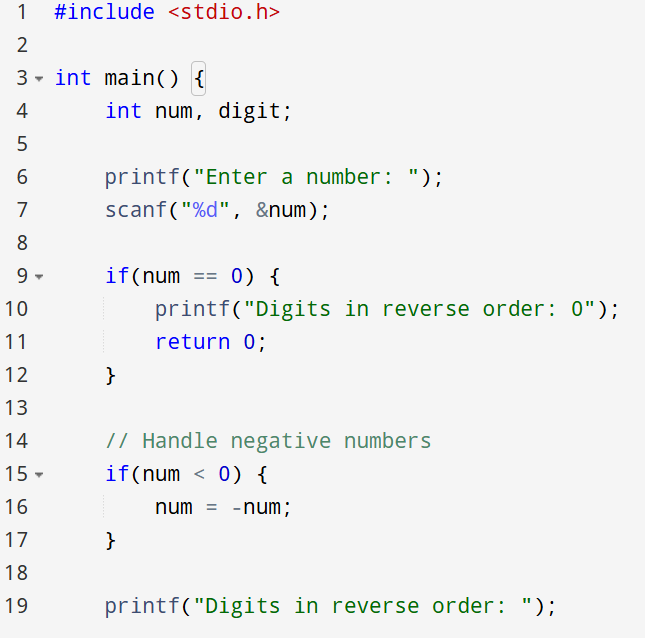 1 #include <stdio.h>
2
3 int main() {
4     int num, digit;
5
6     printf("Enter a number: ");
7     scanf("%d", &num);
8
9     if(num == 0) {
10         printf("Digits in reverse order: 0");
11         return 0;
12     }
13
14     // Handle negative numbers
15     if(num < 0) {
16         num = -num;
17     }
18
19     printf("Digits in reverse order: ");